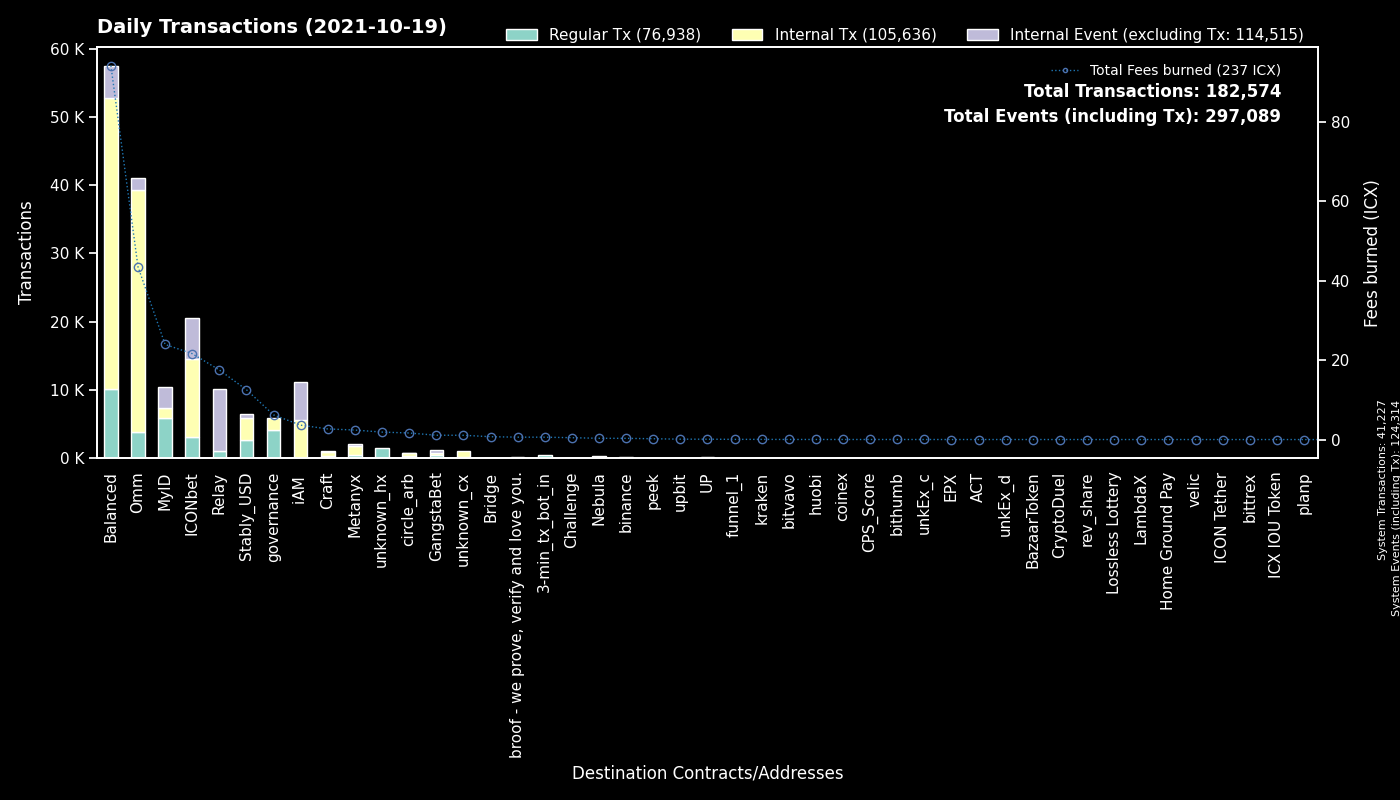 Daily Transactions (2021-10-19)
Regular Tx (76,938)
Internal Tx (105,636)
Internal Event (excluding Tx: 114,515)
Total Fees burned (237 ICX)
Total Transactions: 182,574
Total Events (including Tx): 297,089
Transactions
60 K
50 K
40 K
30 K
20 K
10 K
0 K
80
60
40
20
0
Fees burned (ICX)
System Transactions: 41,227
System Events (including Tx): 124,314
Balanced
Omm
MyID
ICONbet
Relay
Stably_USD
governance
iAM
Craft
Metanyx
unknown_hx
circle_arb
GangstaBet
unknown_cx
Bridge
broof - we prove, verify and love you.
3-min_tx_bot_in
Challenge
Nebula
binance
peek
upbit
UP
funnel_1
kraken
bitvavo
huobi
coinex
CPS_Score
bithumb
unkEx_c
EPX
ACT
unkEx_d
BazaarToken
CryptoDuel
rev_share
Lossless Lottery
LambdaX
Home Ground Pay
velic
ICON Tether
bittrex
ICX IOU Token
planp
Destination Contracts/Addresses